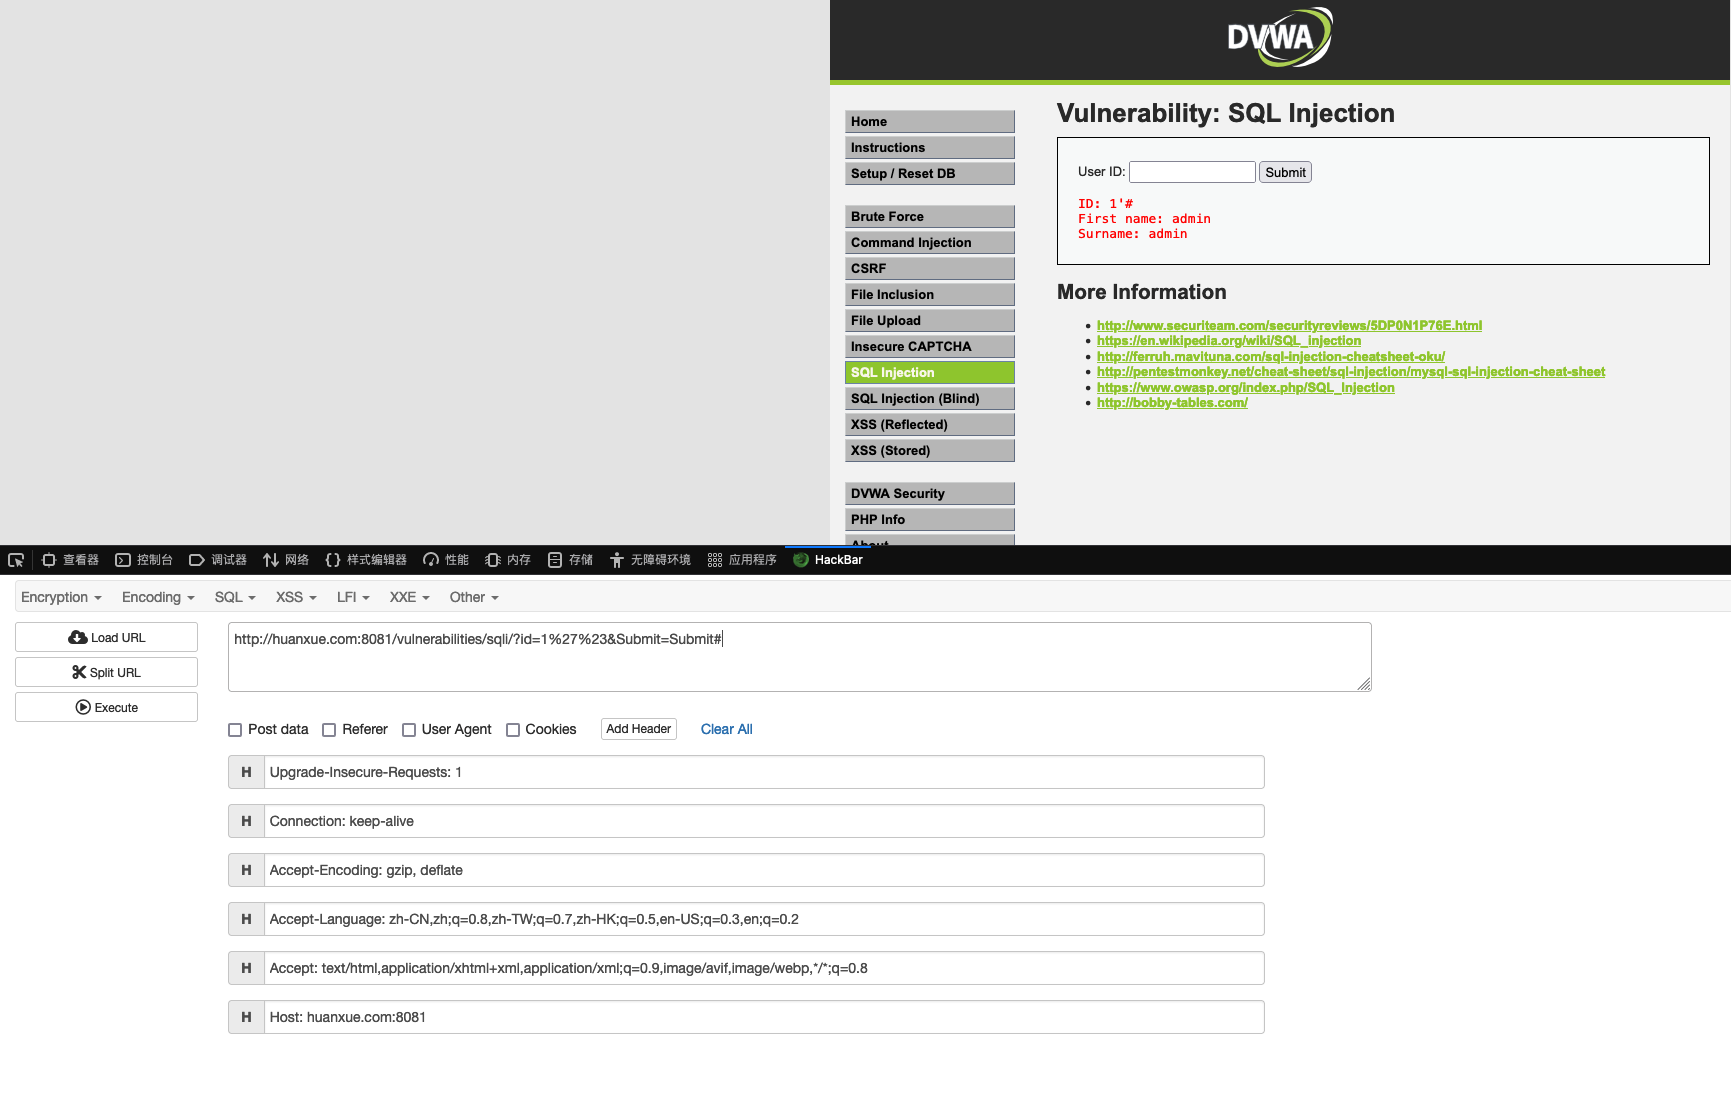 DVWA
Home
Instructions
Setup / Reset DB
Brute Force
Command Injection
CSRF
File Inclusion
File Upload
Insecure CAPTCHA
SQL Injection
SQL Injection (Blind)
XSS (Reflected)
XSS (Stored)
DVWA Security
PHP Info
About
Vulnerability: SQL Injection
User ID: Submit
ID: 1'#
First name: admin
Surname: admin
More Information
http://www.securiteam.com/securityreviews/5DP0N1P76E.html
https://en.wikipedia.org/wiki/SQL_injection
http://ferruh.mavituna.com/sql-injection-cheatsheet-oku/
http://pentestmonkey.net/cheat-sheet/sql-injection/mysql-sql-injection-cheat-sheet
https://www.owasp.org/index.php/SQL_Injection
http://bobby-tables.com/
查看器 控制台 调试器 网络 样式编辑器 性能 内存 存储 无障碍环境 应用程序 HackBar
Encryption Encoding SQL XSS LFI XXE Other
Load URL
Split URL
Execute
http://huanxue.com:8081/vulnerabilities/sqli/?id=1%27%23&Submit=Submit#
Post data Referer User Agent Cookies Add Header Clear All
H Upgrade-Insecure-Requests: 1
H Connection: keep-alive
H Accept-Encoding: gzip, deflate
H Accept-Language: zh-CN,zh;q=0.8,zh-TW;q=0.7,zh-HK;q=0.5,en-US;q=0.3,en;q=0.2
H Accept: text/html,application/xhtml+xml,application/xml;q=0.9,image/avif,image/webp,*/*;q=0.8
H Host: huanxue.com:8081